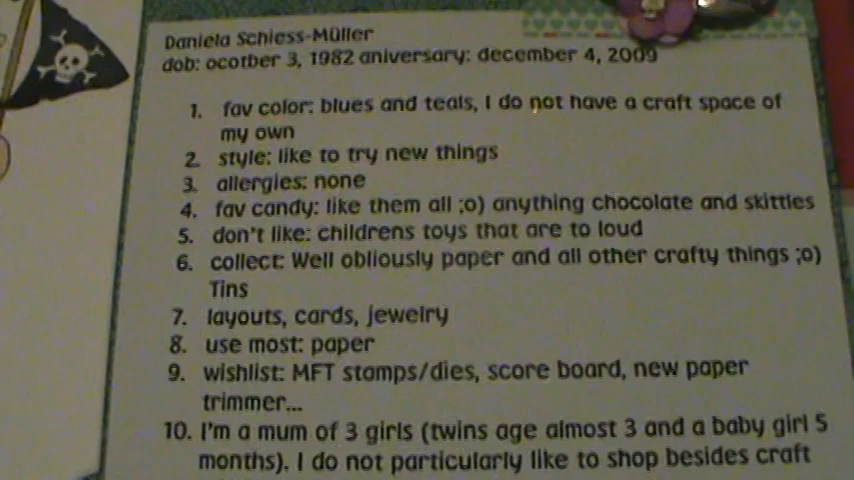 Daniela Schiess-Müller
dob: ocotber 3, 1982 aniversary: december 4, 2009
1. fav color: blues and teals, I do not have a craft space of
my own
2. style: like to try new things
3. allergies: none
4. fav candy: like them all ;o) anything chocolate and skittles
5. don't like: childrens toys that are to loud
6. collect: Well obliously paper and all other crafty things ;o)
Tins
7. layouts, cards, jewelry
8. use most: paper
9. wishlist: MFT stamps/dies, score board, new paper
trimmer...
10. I'm a mum of 3 girls (twins age almost 3 and a baby girl 5
months). I do not particularly like to shop besides craft